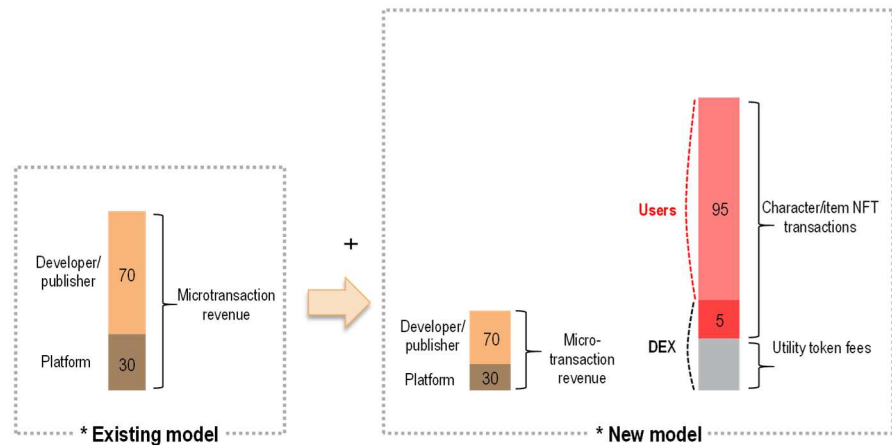 Developer/
publisher
70
Microtransaction
revenue
Platform
30
* Existing model
+
Developer/
publisher
70
Micro-
transaction
revenue
Platform
30
Users
95
Character/item NFT
transactions
5
DEX
Utility token fees
* New model